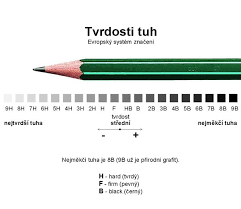 Tvrdosti tuh
Evropský systém značení
9H 8H 7H 6H 5H 4H 3H 2H H F HB B 2B 3B 4B 5B 6B 7B 8B 9B
tvrdost
nejtvrdší tuha střední nejměkčí tuha
- +
Nejměkčí tuha je 8B (9B už je přírodní grafit).
H - hard (tvrdý)
F - firm (pevný)
B - black (černý)